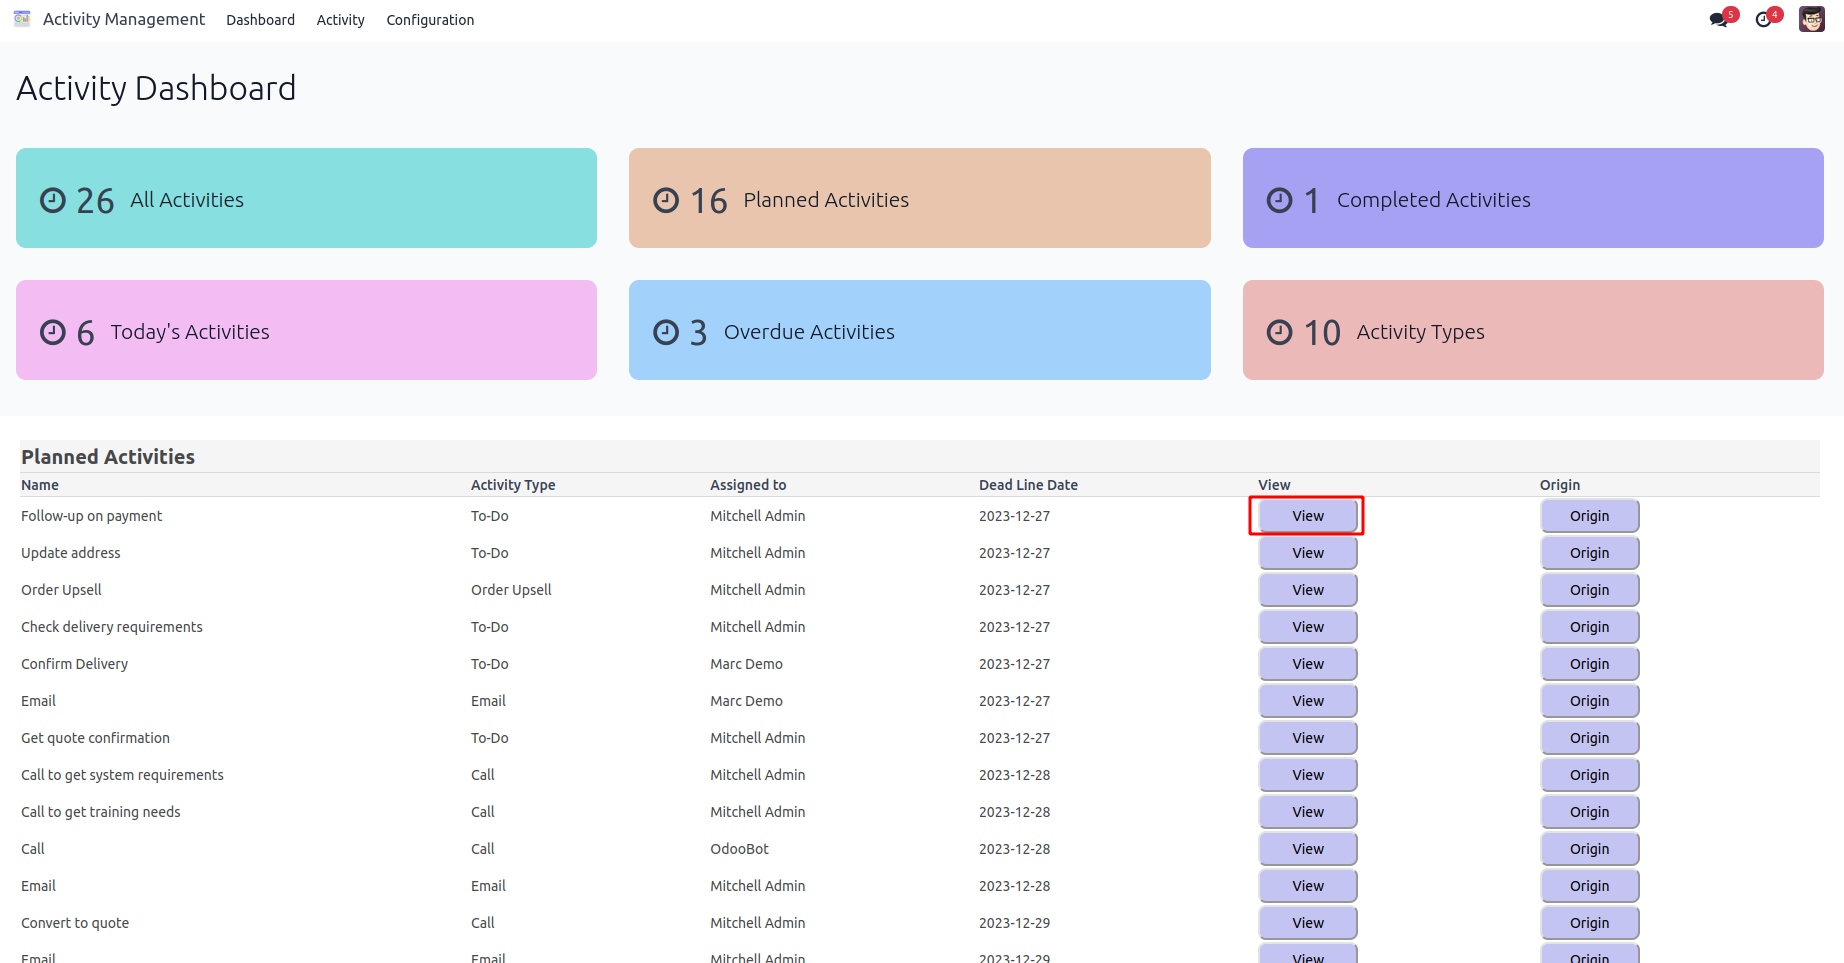 Activity Management Dashboard Activity Configuration 5 4
Activity Dashboard
26 All Activities 16 Planned Activities 1 Completed Activities
6 Today's Activities 3 Overdue Activities 10 Activity Types
Planned Activities
Name Activity Type Assigned to Dead Line Date View Origin
Follow-up on payment To-Do Mitchell Admin 2023-12-27 View Origin
Update address To-Do Mitchell Admin 2023-12-27 View Origin
Order Upsell Order Upsell Mitchell Admin 2023-12-27 View Origin
Check delivery requirements To-Do Mitchell Admin 2023-12-27 View Origin
Confirm Delivery To-Do Marc Demo 2023-12-27 View Origin
Email Email Marc Demo 2023-12-27 View Origin
Get quote confirmation To-Do Mitchell Admin 2023-12-27 View Origin
Call to get system requirements Call Mitchell Admin 2023-12-28 View Origin
Call to get training needs Call Mitchell Admin 2023-12-28 View Origin
Call Call OdooBot 2023-12-28 View Origin
Email Email Mitchell Admin 2023-12-28 View Origin
Convert to quote Call Mitchell Admin 2023-12-29 View Origin
Email Email Mitchell Admin 2023-12-29 View Origin